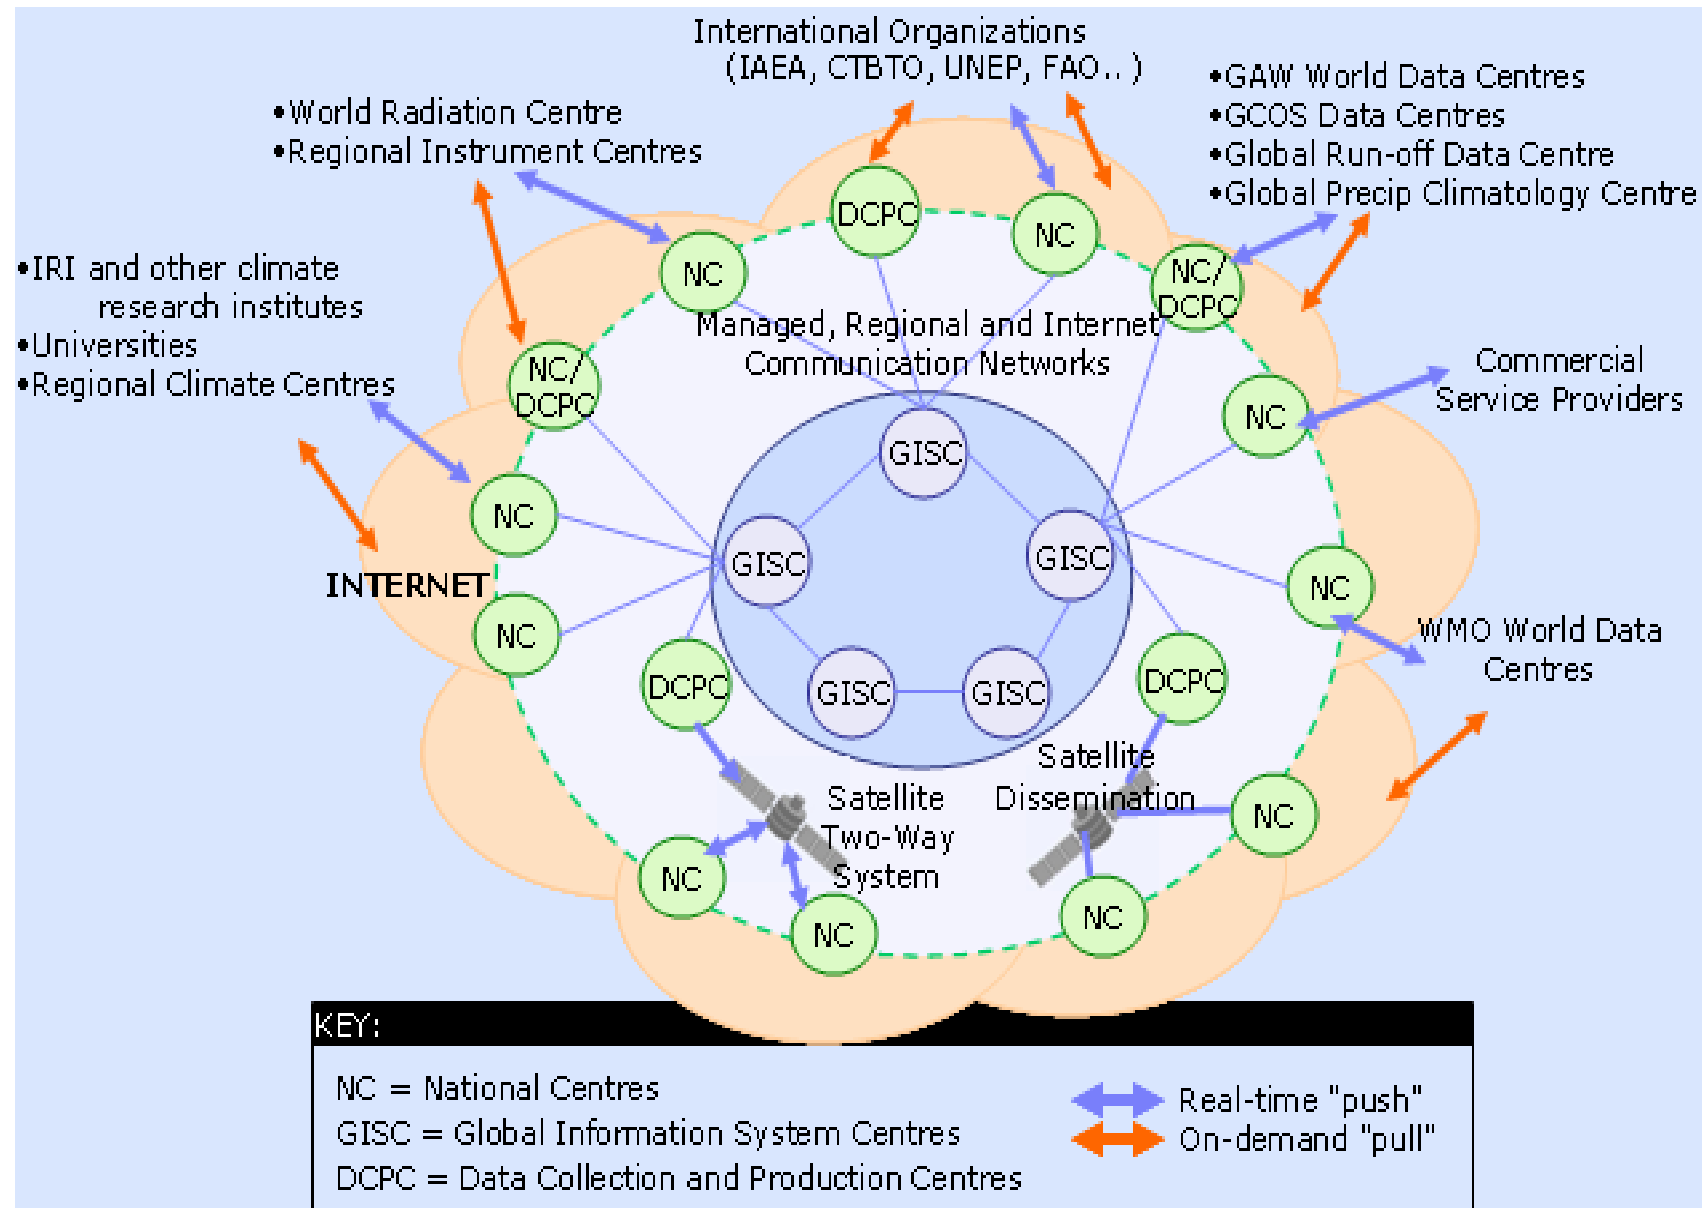 International Organizations
(IAEA, CTBTO, UNEP, FAO.. )
•GAW World Data Centres
•GCOS Data Centres
•Global Run-off Data Centre
•Global Precip Climatology Centre
•World Radiation Centre
•Regional Instrument Centres
•IRI and other climate
research institutes
•Universities
•Regional Climate Centres
DCPC
NC
NC
NC/
DCPC
Managed, Regional and Internet
Communication Networks
NC/
DCPC
Commercial
Service Providers
NC
GISC
NC
GISC
GISC
INTERNET
NC
NC
WMO World Data
Centres
DCPC
GISC
GISC
DCPC
Satellite
Dissemination
Satellite
Two-Way
System
NC
NC
NC
NC
KEY:
NC = National Centres
GISC = Global Information System Centres
DCPC = Data Collection and Production Centres
Real-time "push"
On-demand "pull"